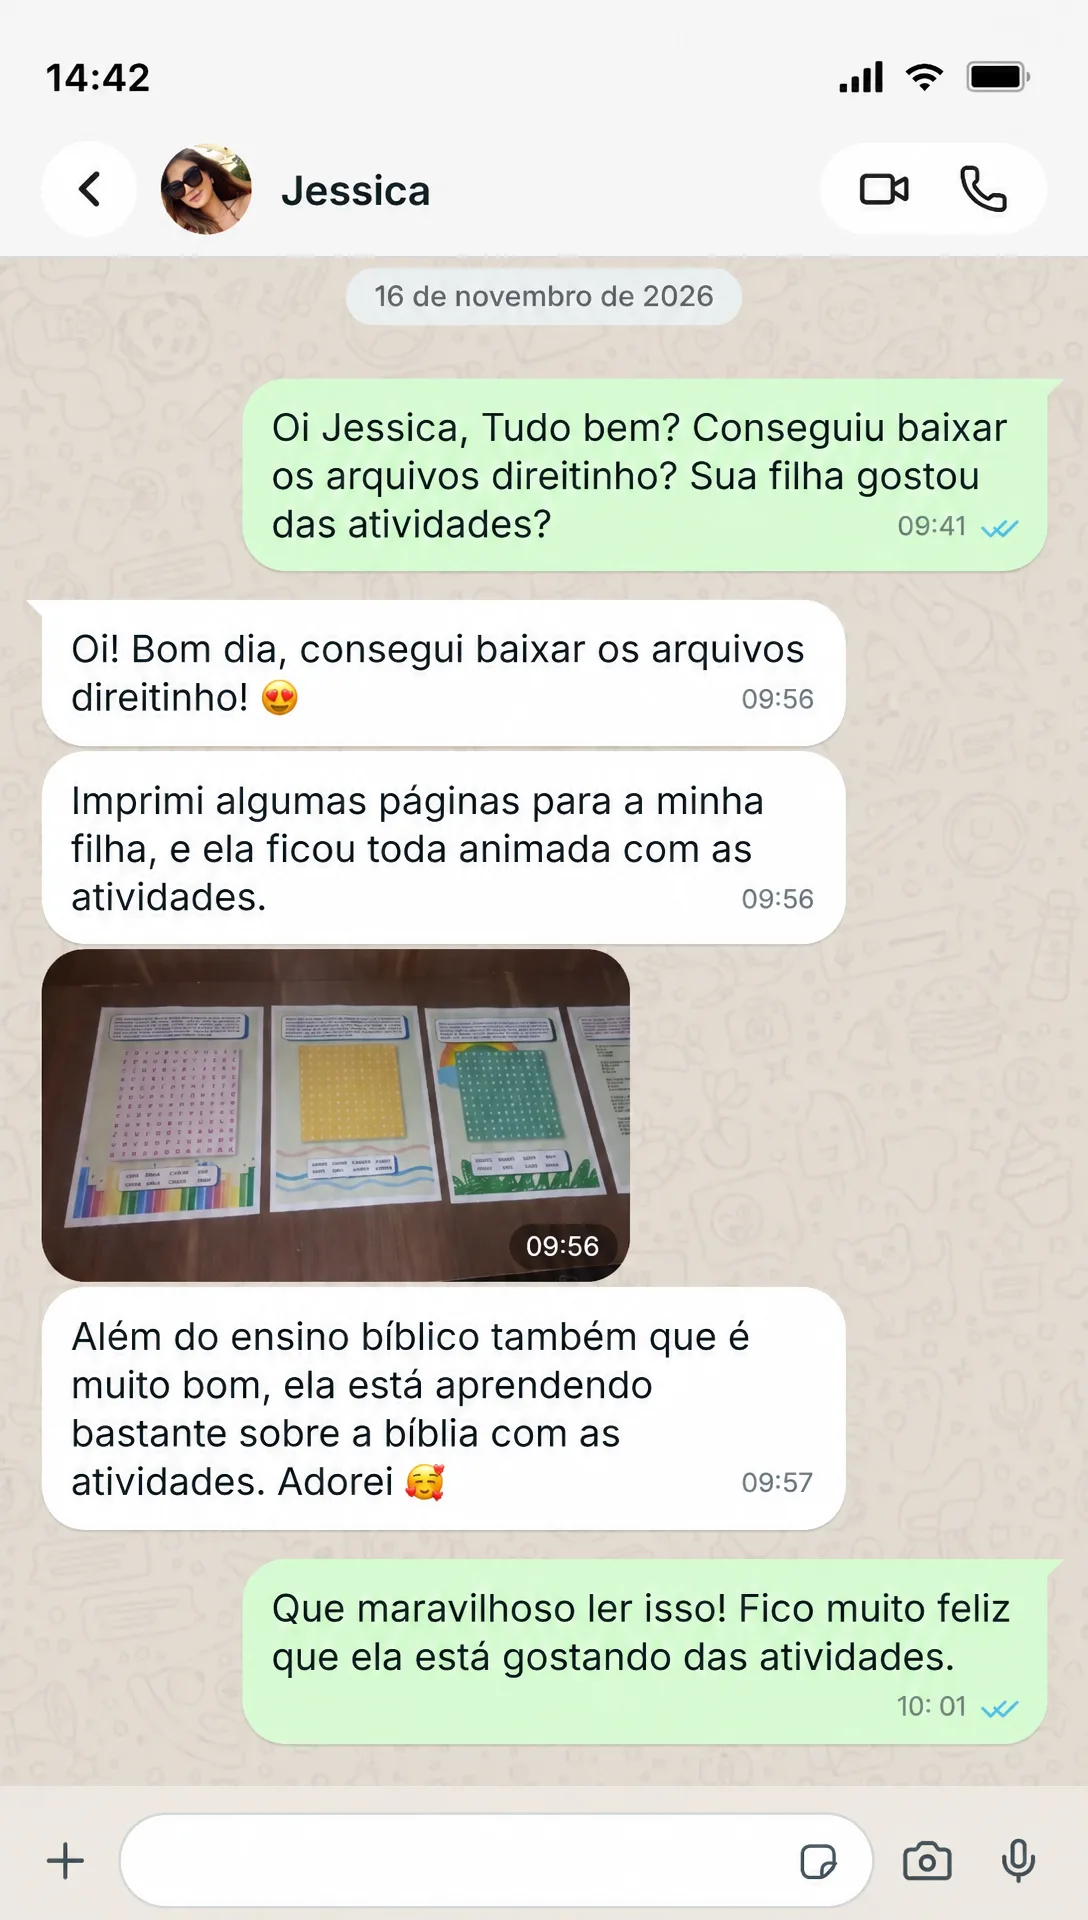 14:42
Jessica
16 de novembro de 2026
Oi Jessica, Tudo bem? Conseguiu baixar
os arquivos direitinho? Sua filha gostou
das atividades?
09:41
Oi! Bom dia, consegui baixar os arquivos
direitinho! 😍
09:56
Imprimi algumas páginas para a minha
filha, e ela ficou toda animada com as
atividades.
09:56
09:56
Além do ensino bíblico também que é
muito bom, ela está aprendendo
bastante sobre a bíblia com as
atividades. Adorei 🥰
09:57
Que maravilhoso ler isso! Fico muito feliz
que ela está gostando das atividades.
10: 01